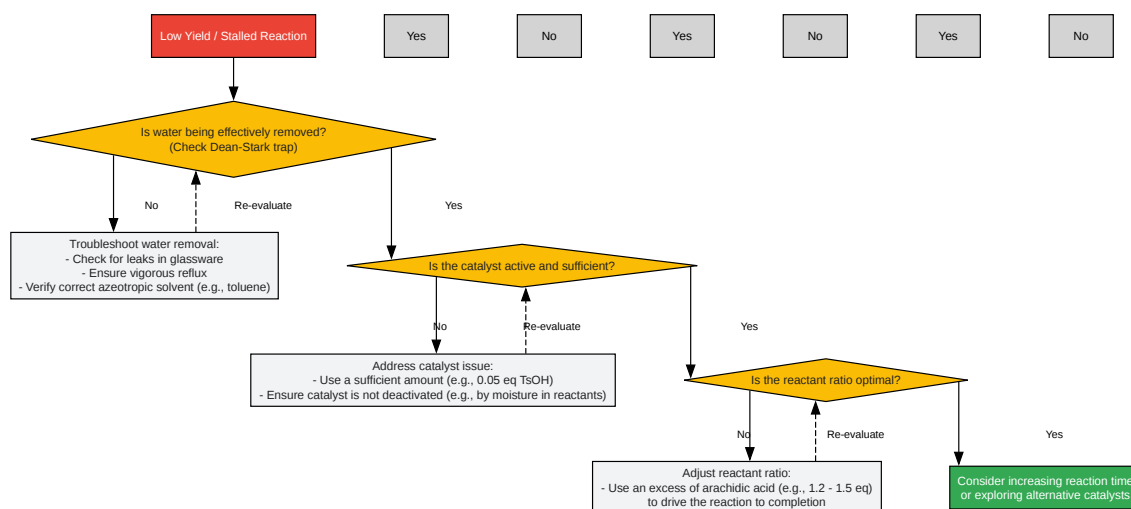 Low Yield / Stalled Reaction
Yes
No
Yes
No
Yes
No
Is water being effectively removed?
(Check Dean-Stark trap)
No
Re-evaluate
Yes
Troubleshoot water removal:
- Check for leaks in glassware
- Ensure vigorous reflux
- Verify correct azeotropic solvent (e.g., toluene)
Is the catalyst active and sufficient?
No
Re-evaluate
Yes
Address catalyst issue:
- Use a sufficient amount (e.g., 0.05 eq TsOH)
- Ensure catalyst is not deactivated (e.g., by moisture in reactants)
Is the reactant ratio optimal?
No
Re-evaluate
Yes
Adjust reactant ratio:
- Use an excess of arachidic acid (e.g., 1.2 - 1.5 eq)
to drive the reaction to completion
Consider increasing reaction time
or exploring alternative catalysts